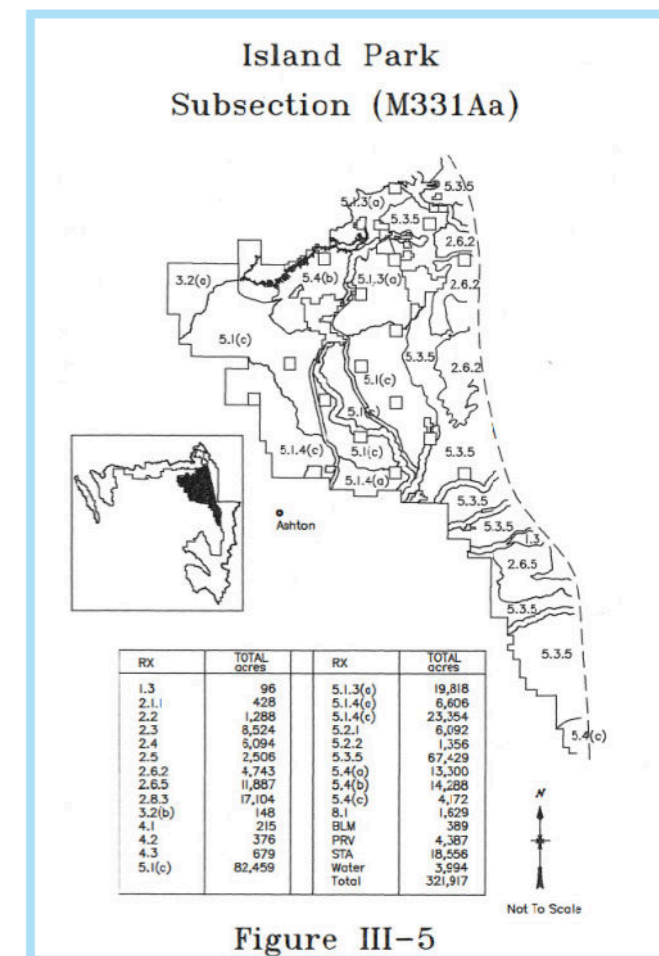 Island Park
Subsection (M331Aa)
5.3.5
5.1.3(a)
5.3.5
2.6.2
3.2(a)
5.4(b)
5.1.3(a)
2.6.2
5.1(c)
5.3.5
2.6.2
5.1(c)
5.1(c)
5.1.4(c)
5.1(c)
5.3.5
5.1.4(a)
5.3.5
Ashton
5.3.5
1.3
2.6.5
5.3.5
5.3.5
5.4(c)
RX TOTAL acres RX TOTAL acres
1.3 96 5.1.3(a) 19,818
2.1.1 428 5.1.4(a) 6,606
2.2 1,288 5.1.4(c) 23,354
2.3 8,524 5.2.1 6,092
2.4 6,094 5.2.2 1,356
2.5 2,506 5.3.5 67,429
2.6.2 4,743 5.4(a) 13,300
2.6.5 11,887 5.4(b) 14,288
2.8.3 17,104 5.4(c) 4,172
3.2(b) 148 8.1 1,629
4.1 215 BLM 389
4.2 376 PRV 4,387
4.3 679 STA 18,556
5.1(c) 82,459 Water 3,994
Total 321,917
N
Not To Scale
Figure III-5